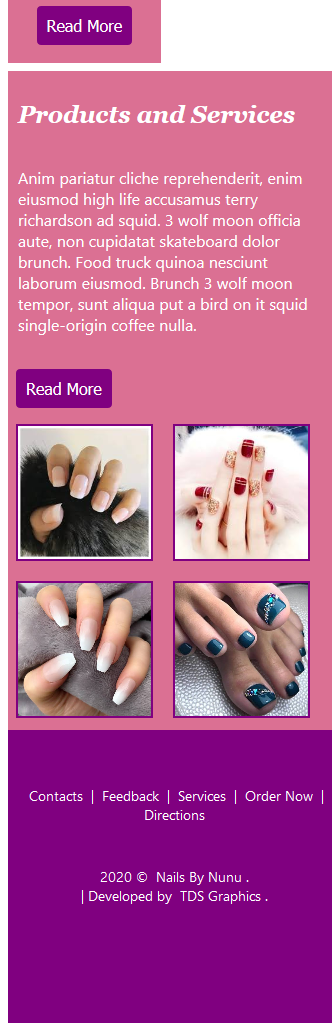 Read More
Products and Services
Anim pariatur cliche reprehenderit, enim
eiusmod high life accusamus terry
richardson ad squid. 3 wolf moon officia
aute, non cupidatat skateboard dolor
brunch. Food truck quinoa nesciunt
laborum eiusmod. Brunch 3 wolf moon
tempor, sunt aliqua put a bird on it squid
single-origin coffee nulla.
Read More
Contacts | Feedback | Services | Order Now |
Directions
2020 © Nails By Nunu .
| Developed by TDS Graphics .